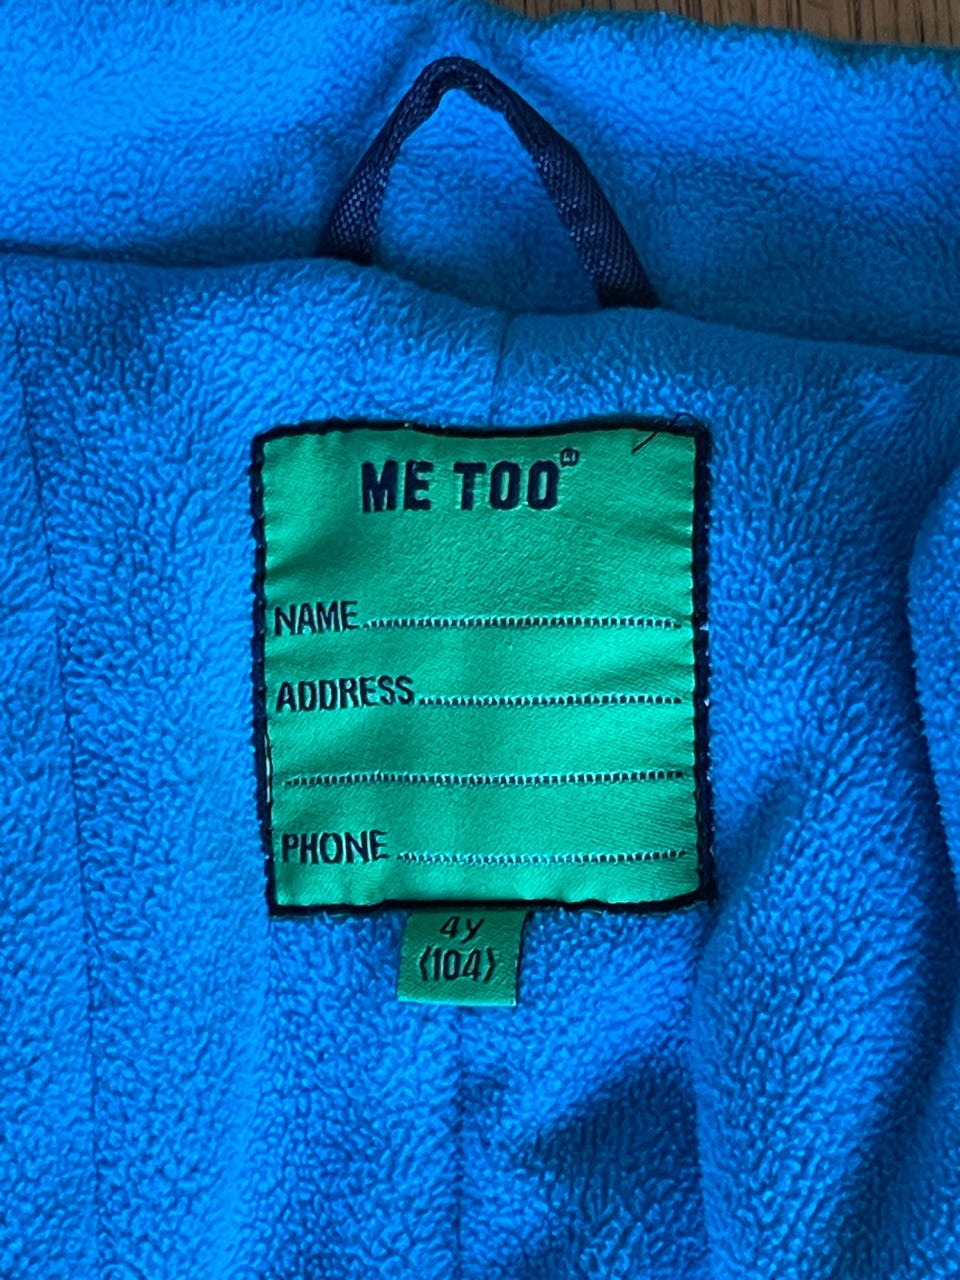 ME TOO®
NAME
ADDRESS
PHONE
4y
(104)